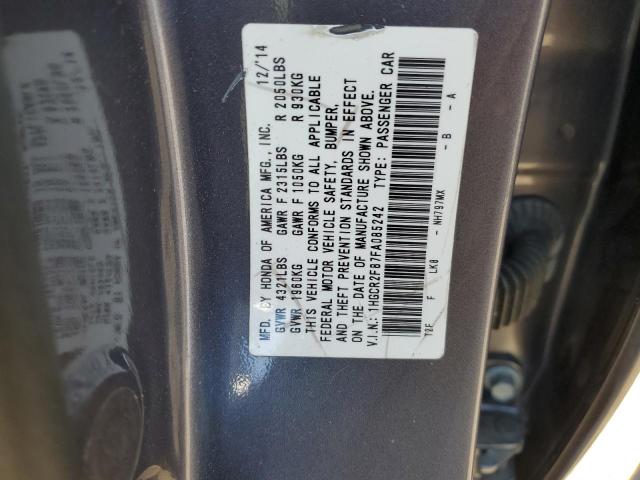 MFD. BY HONDA OF AMERICA MFG., INC. 12/'14
GVWR 4321LBS GAWR F 2315LBS R 2050LBS
GVWR 1960KG GAWR F 1050KG R 930KG
THIS VEHICLE CONFORMS TO ALL APPLICABLE
FEDERAL MOTOR VEHICLE SAFETY, BUMPER,
AND THEFT PREVENTION STANDARDS IN EFFECT
ON THE DATE OF MANUFACTURE SHOWN ABOVE.
V.I.N.: 1HGCR2F87FA085242 TYPE: PASSENGER CAR
T2F F LK8 - NH797MX - B - A